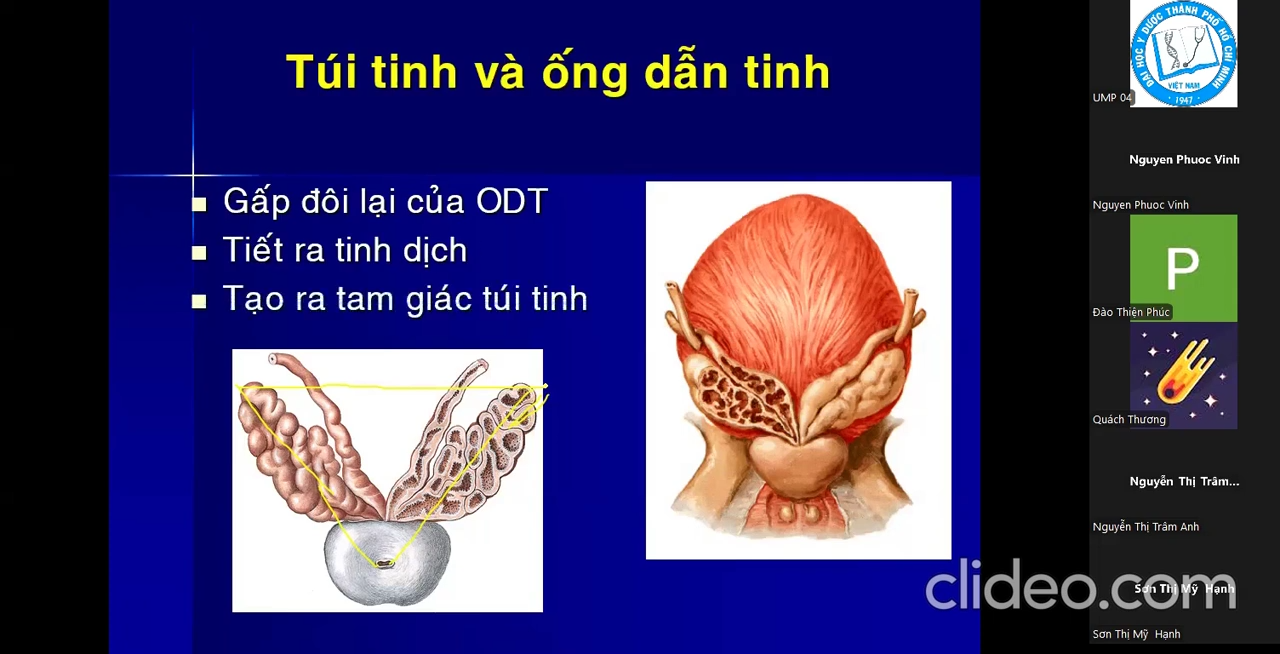 Túi tinh và ống dẫn tinh
Gấp đôi lại của ODT
Tiết ra tinh dịch
Tạo ra tam giác túi tinh
clideo.com
ĐẠI HỌC Y DƯỢC THÀNH PHỐ HỒ CHÍ MINH
VIỆT NAM
1947
UMP 04
Nguyen Phuoc Vinh
Nguyen Phuoc Vinh
P
Đào Thiện Phúc
Quách Thương
Nguyễn Thị Trâm...
Nguyễn Thị Trâm Anh
Sơn Thị Mỹ Hạnh
Sơn Thị Mỹ Hạnh